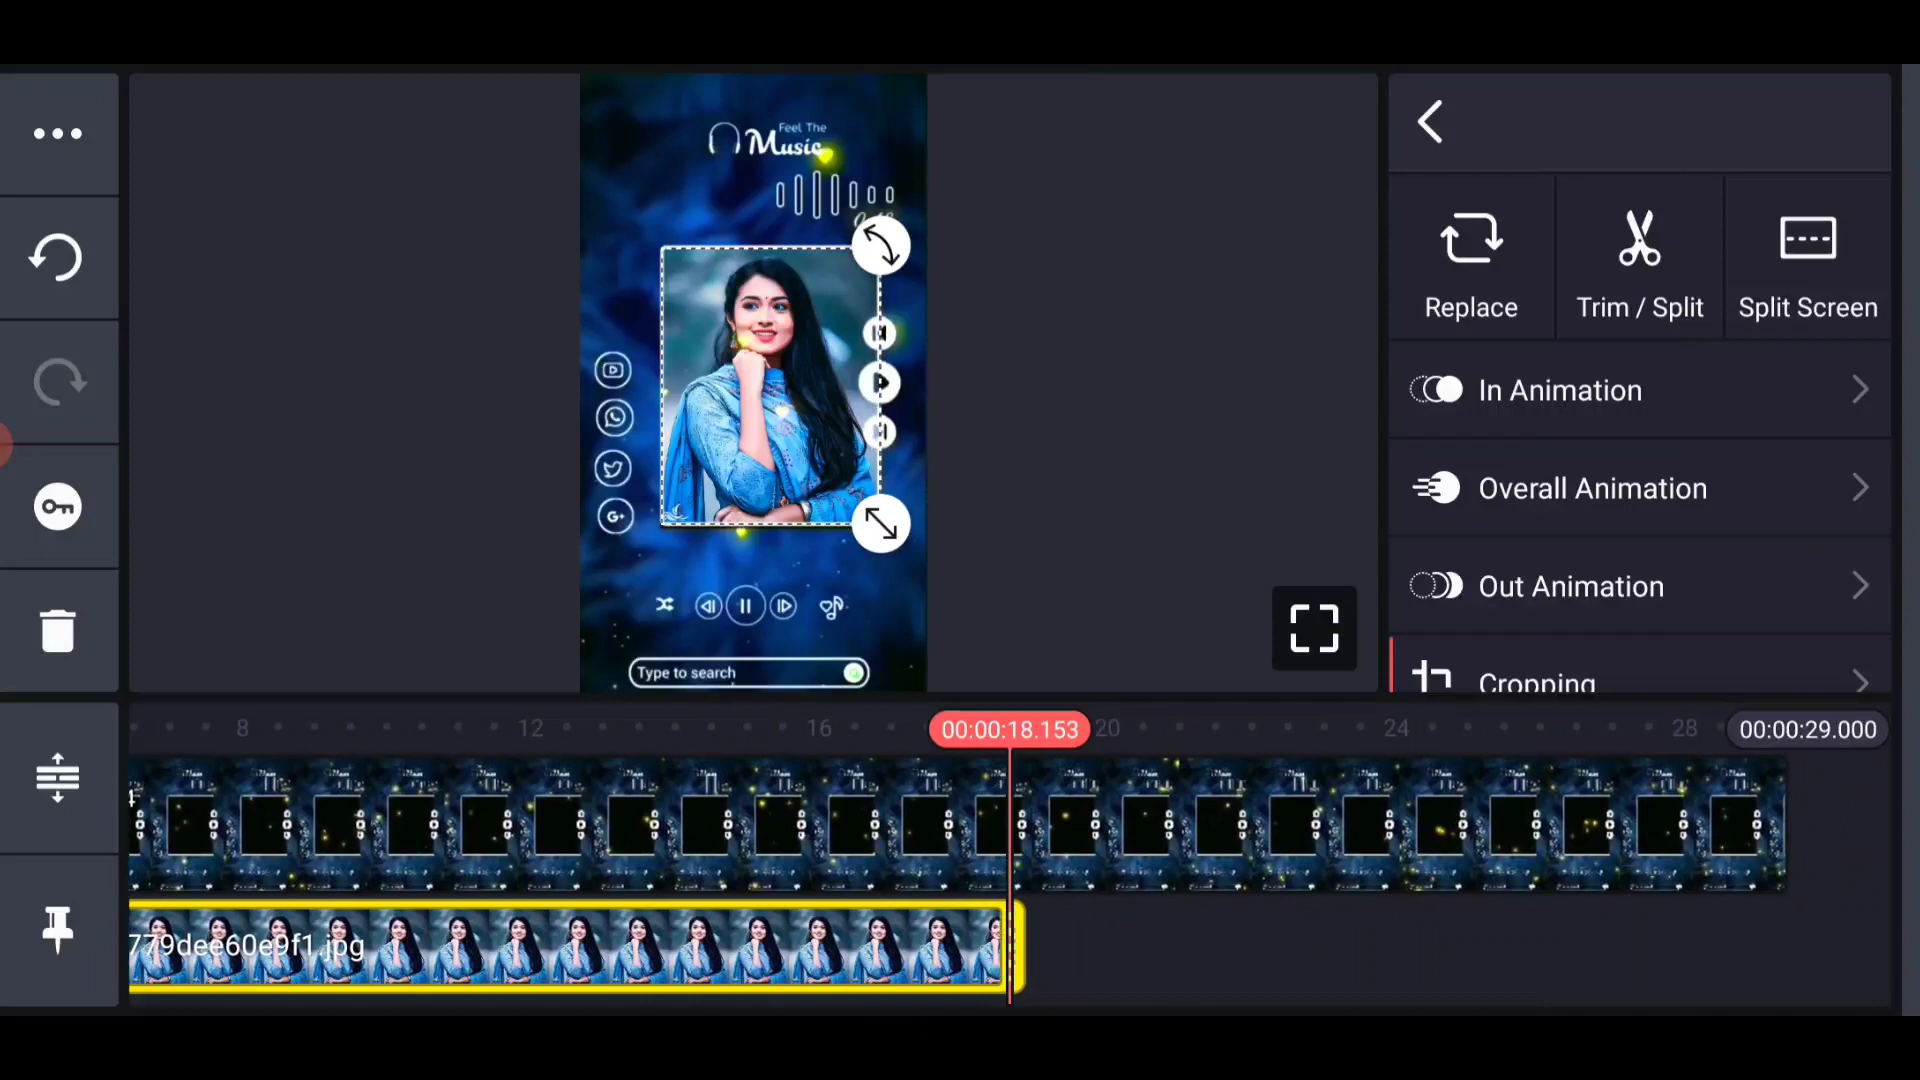 Feel The
Music
Type to search
Replace
Trim / Split
Split Screen
In Animation
Overall Animation
Out Animation
Cropping
8
12
16
00:00:18.153
20
24
28
00:00:29.000
779dee60e9f1.jpg